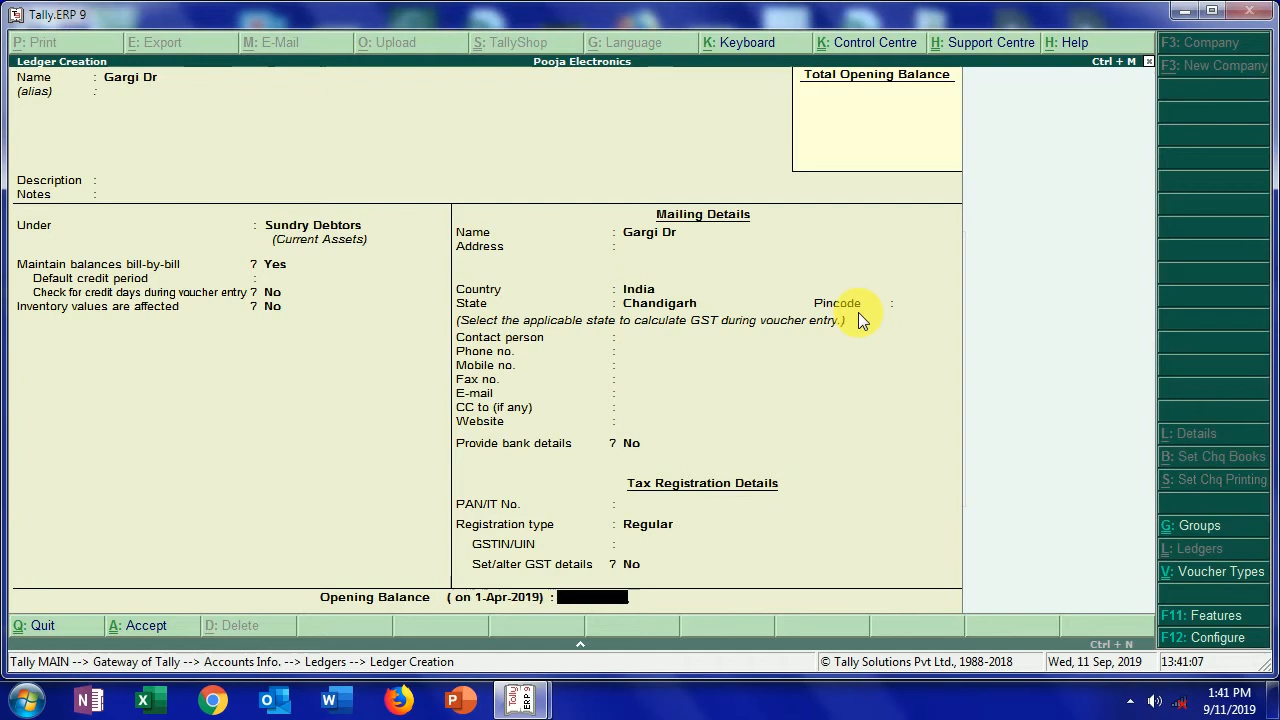 Tally.ERP 9
P: Print E: Export M: E-Mail O: Upload S: TallyShop G: Language K: Keyboard K: Control Centre H: Support Centre H: Help F3: Company
Ledger Creation Pooja Electronics Ctrl + M F3: New Company
Name : Gargi Dr Total Opening Balance
(alias) :
Description :
Notes :
Mailing Details
Under : Sundry Debtors Name : Gargi Dr
(Current Assets) Address :
Maintain balances bill-by-bill ? Yes
Default credit period :
Check for credit days during voucher entry ? No Country : India
Inventory values are affected ? No State : Chandigarh Pincode :
(Select the applicable state to calculate GST during voucher entry.)
Contact person :
Phone no. :
Mobile no. :
Fax no. :
E-mail :
CC to (if any) :
Website :
L: Details
Provide bank details ? No
B: Set Chq Books
S: Set Chq Printing
Tax Registration Details
PAN/IT No. :
Registration type : Regular G: Groups
GSTIN/UIN : L: Ledgers
Set/alter GST details ? No V: Voucher Types
Opening Balance ( on 1-Apr-2019) :
F11: Features
Q: Quit A: Accept D: Delete F12: Configure
Ctrl + N
Tally MAIN --> Gateway of Tally --> Accounts Info. --> Ledgers --> Ledger Creation © Tally Solutions Pvt Ltd., 1988-2018 Wed, 11 Sep, 2019 13:41:07
1:41 PM
9/11/2019